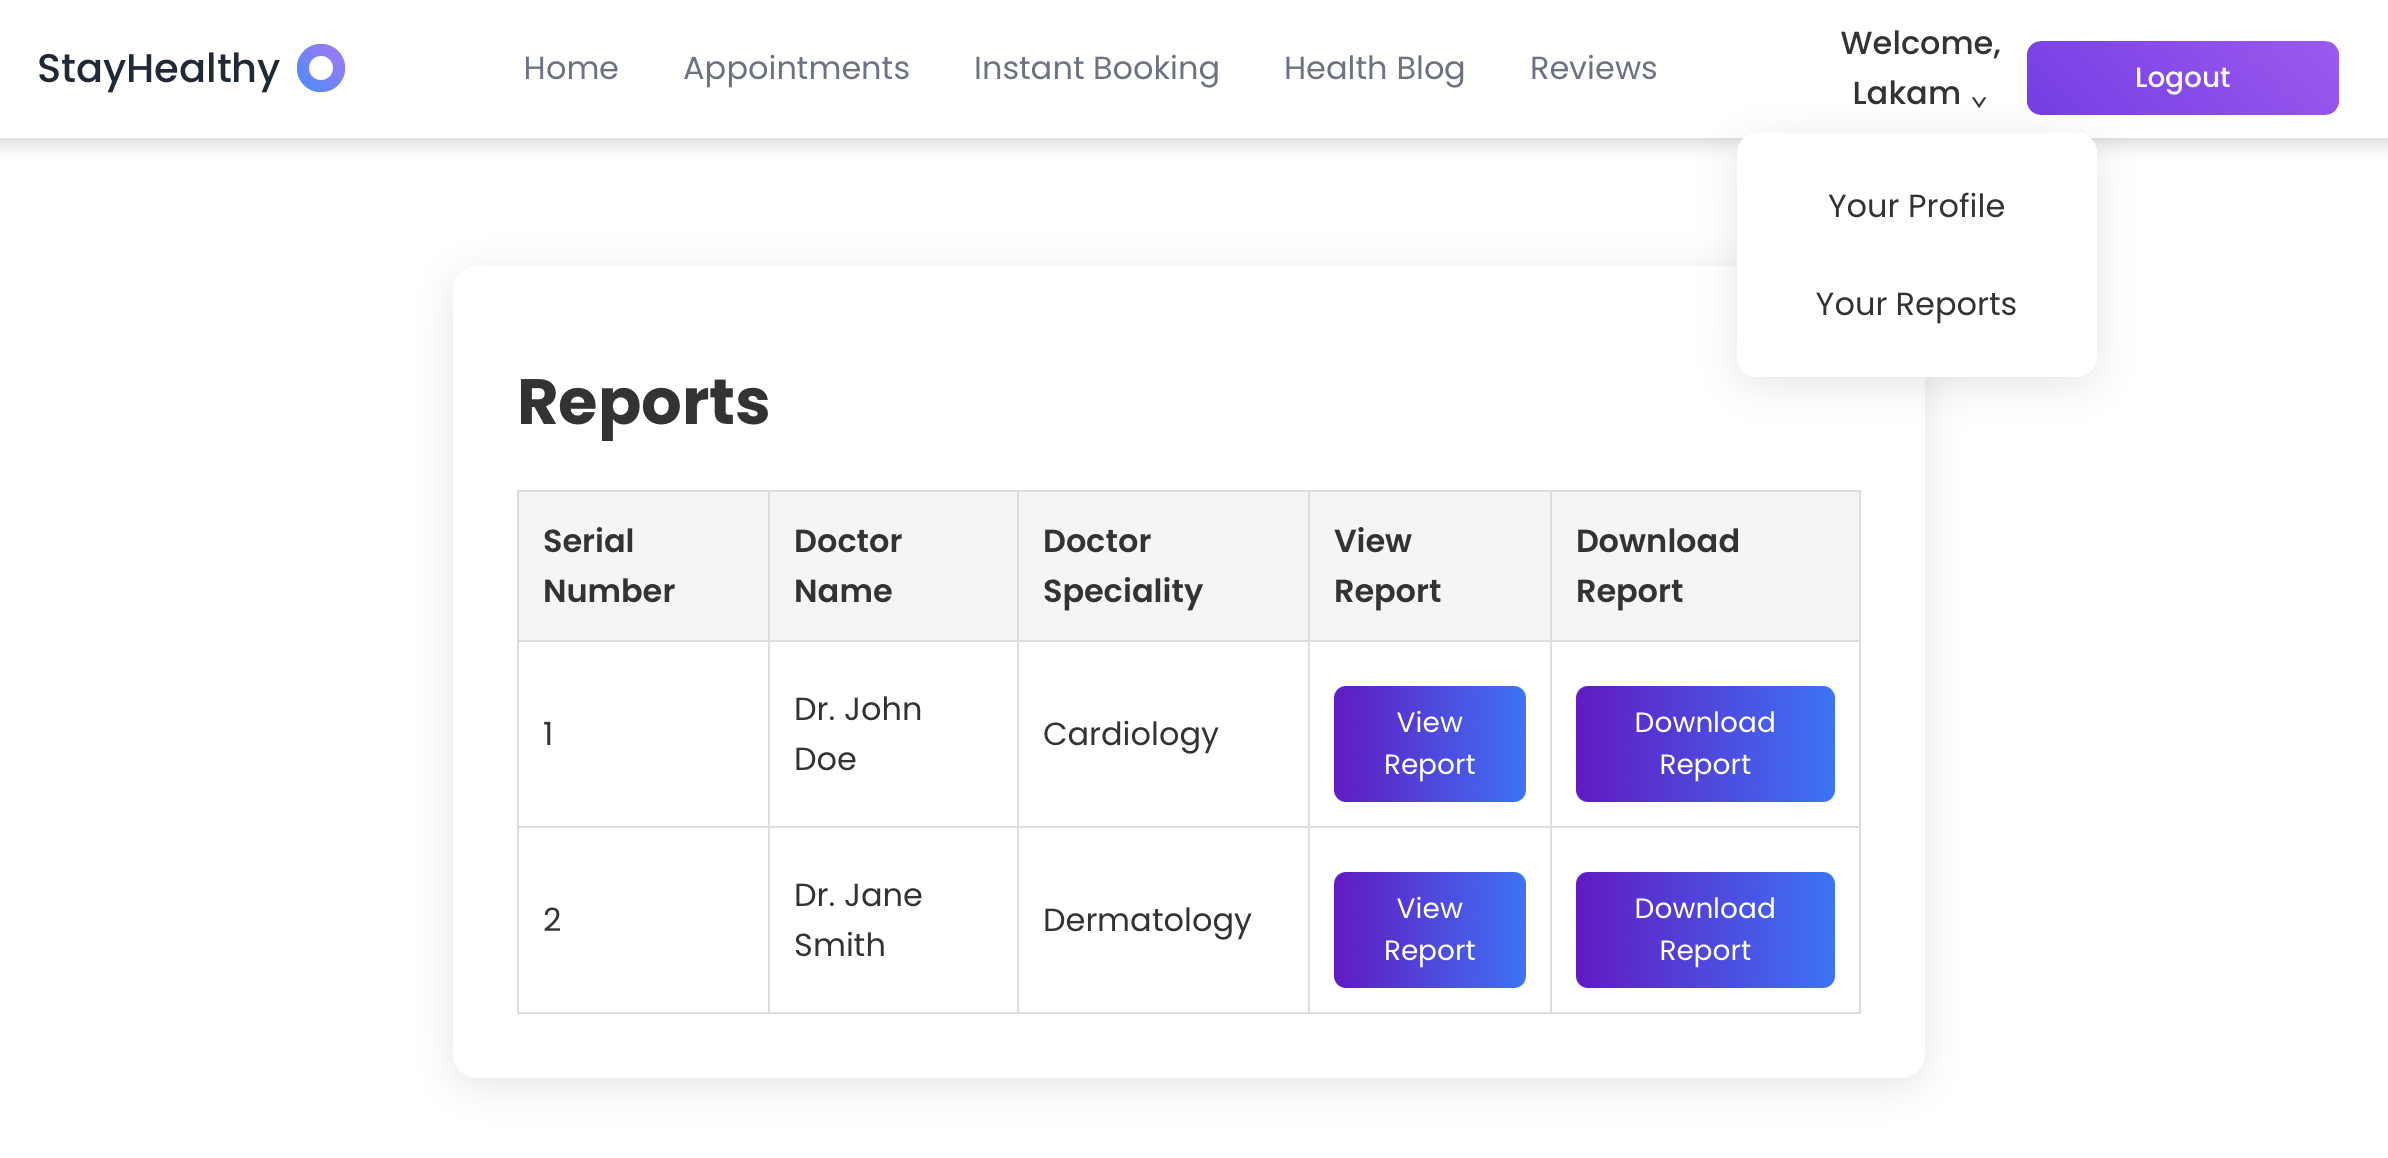 StayHealthy
Home
Appointments
Instant Booking
Health Blog
Reviews
Welcome,
Lakam
Logout
Your Profile
Your Reports
Reports
Serial
Number
Doctor
Name
Doctor
Speciality
View
Report
Download
Report
1
Dr. John
Doe
Cardiology
View
Report
Download
Report
2
Dr. Jane
Smith
Dermatology
View
Report
Download
Report